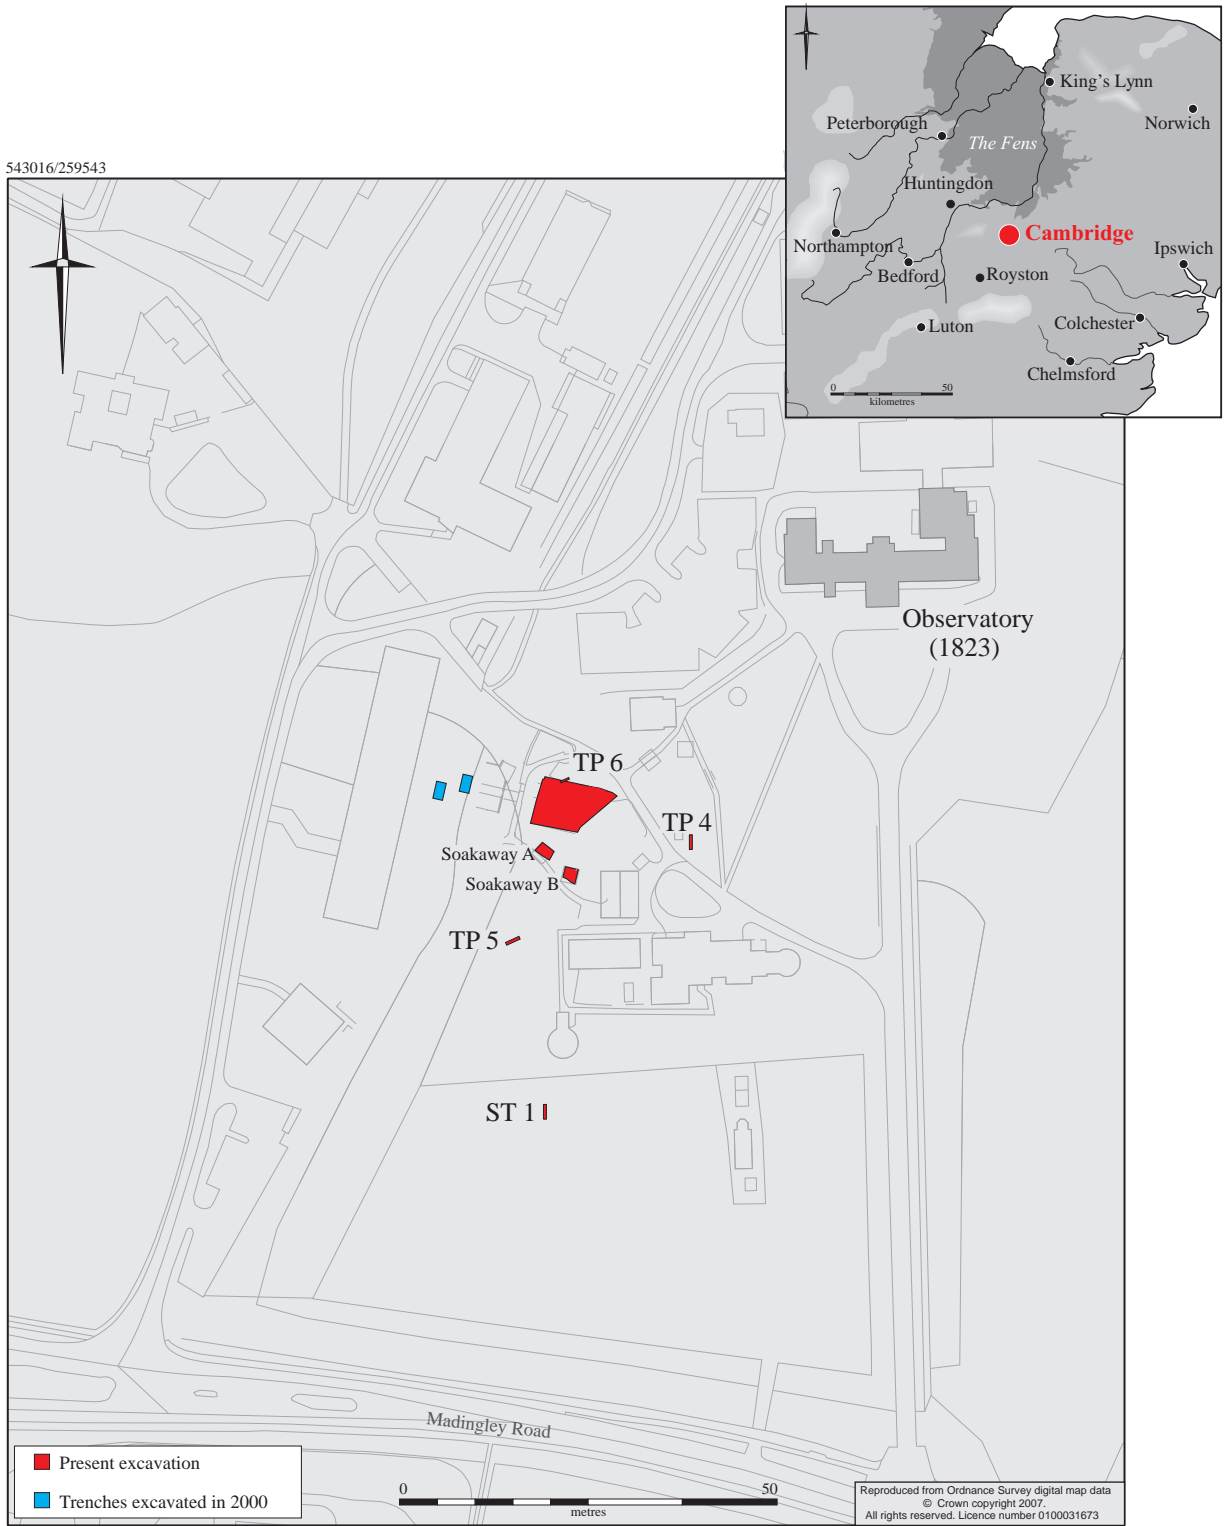 King's Lynn
Norwich
Peterborough
The Fens
Huntingdon
Cambridge
Northampton
Ipswich
Bedford
Royston
Luton
Colchester
Chelmsford
0 50
kilometres
543016/259543
Observatory
(1823)
TP 6
TP 4
Soakaway A
Soakaway B
TP 5
ST 1
Madingley Road
Present excavation
Trenches excavated in 2000
0 50
metres
Reproduced from Ordnance Survey digital map data
© Crown copyright 2007.
All rights reserved. Licence number 0100031673